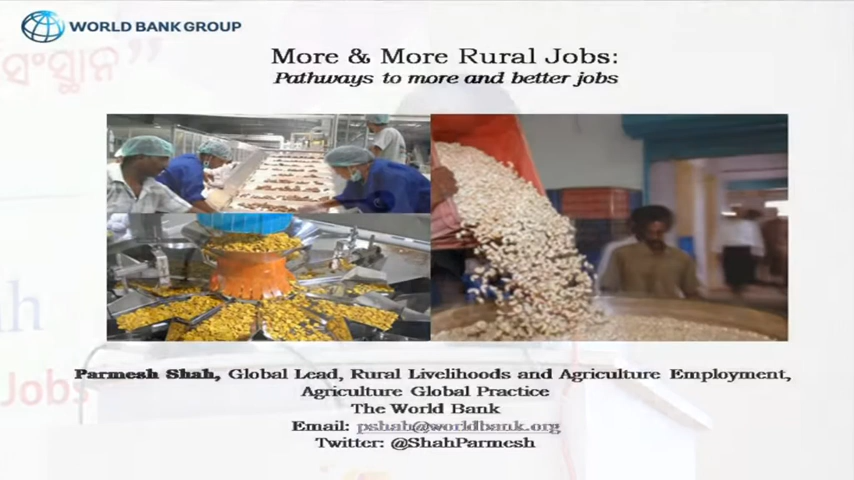 WORLD BANK GROUP
ସଂସ୍ଥାନ”
More & More Rural Jobs:
Pathways to more and better jobs
Parmesh Shah, Global Lead, Rural Livelihoods and Agriculture Employment,
Agriculture Global Practice
The World Bank
Email: pshah@worldbank.org
Twitter: @ShahParmesh
Jobs